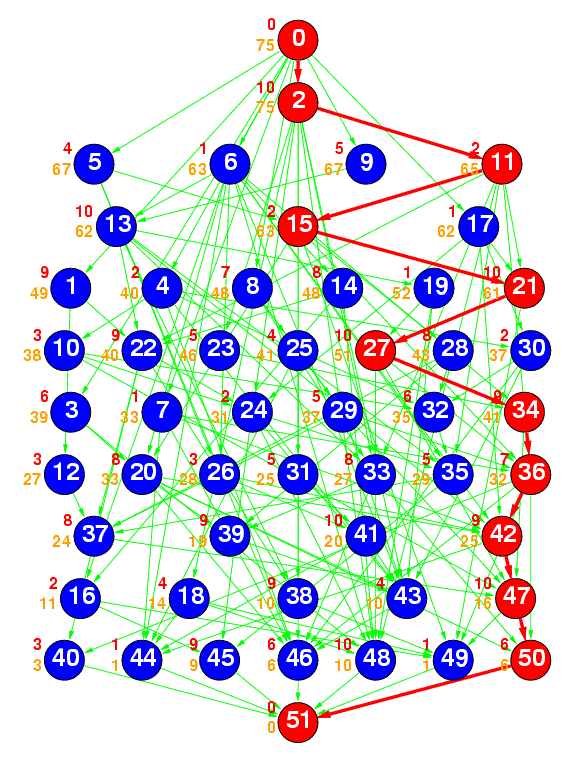 0
0
75
10
2
75
4 1 5 2
5 6 9 11
67 63 67 65
10 2 1
13 15 17
62 63 62
9 2 7 8 1 10
1 4 8 14 19 21
49 40 48 48 52 61
3 9 5 4 10 8 2
10 22 23 25 27 28 30
38 40 46 41 51 43 37
6 1 2 5 6 9
3 7 24 29 32 34
39 33 31 37 35 41
3 8 3 5 8 5 7
12 20 26 31 33 35 36
27 33 28 25 27 29 32
8 9 10 9
37 39 41 42
24 19 20 25
2 4 9 4 10
16 18 38 43 47
11 14 10 10 16
3 1 9 6 10 1 6
40 44 45 46 48 49 50
3 1 9 6 10 1 6
0
51
0